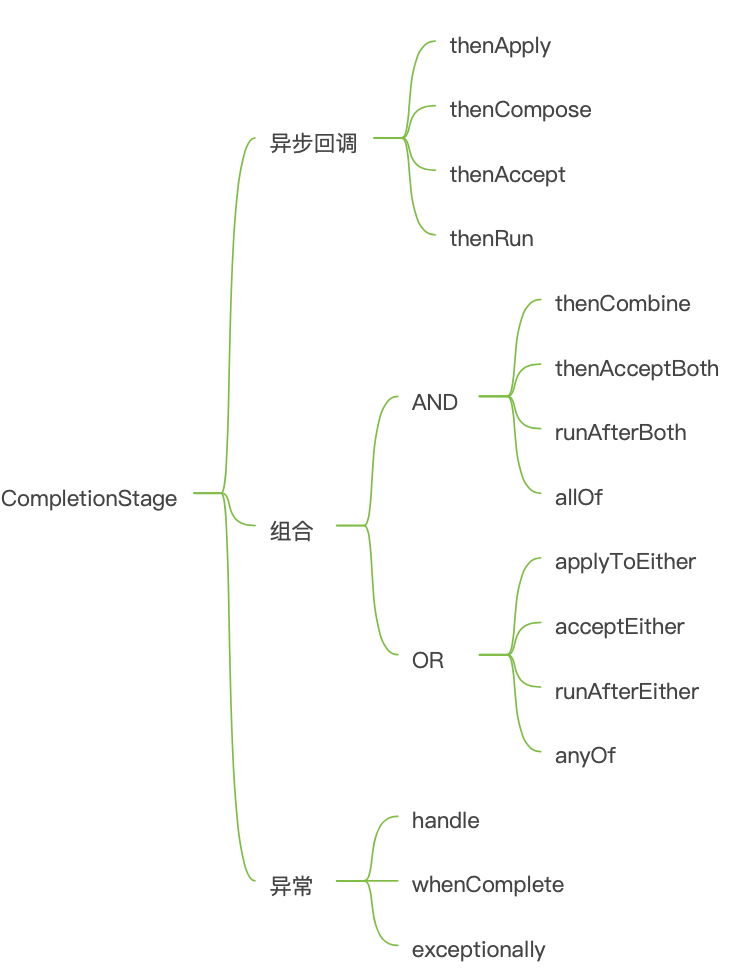 CompletionStage
异步回调
thenApply
thenCompose
thenAccept
thenRun
组合
AND
thenCombine
thenAcceptBoth
runAfterBoth
allOf
OR
applyToEither
acceptEither
runAfterEither
anyOf
异常
handle
whenComplete
exceptionally